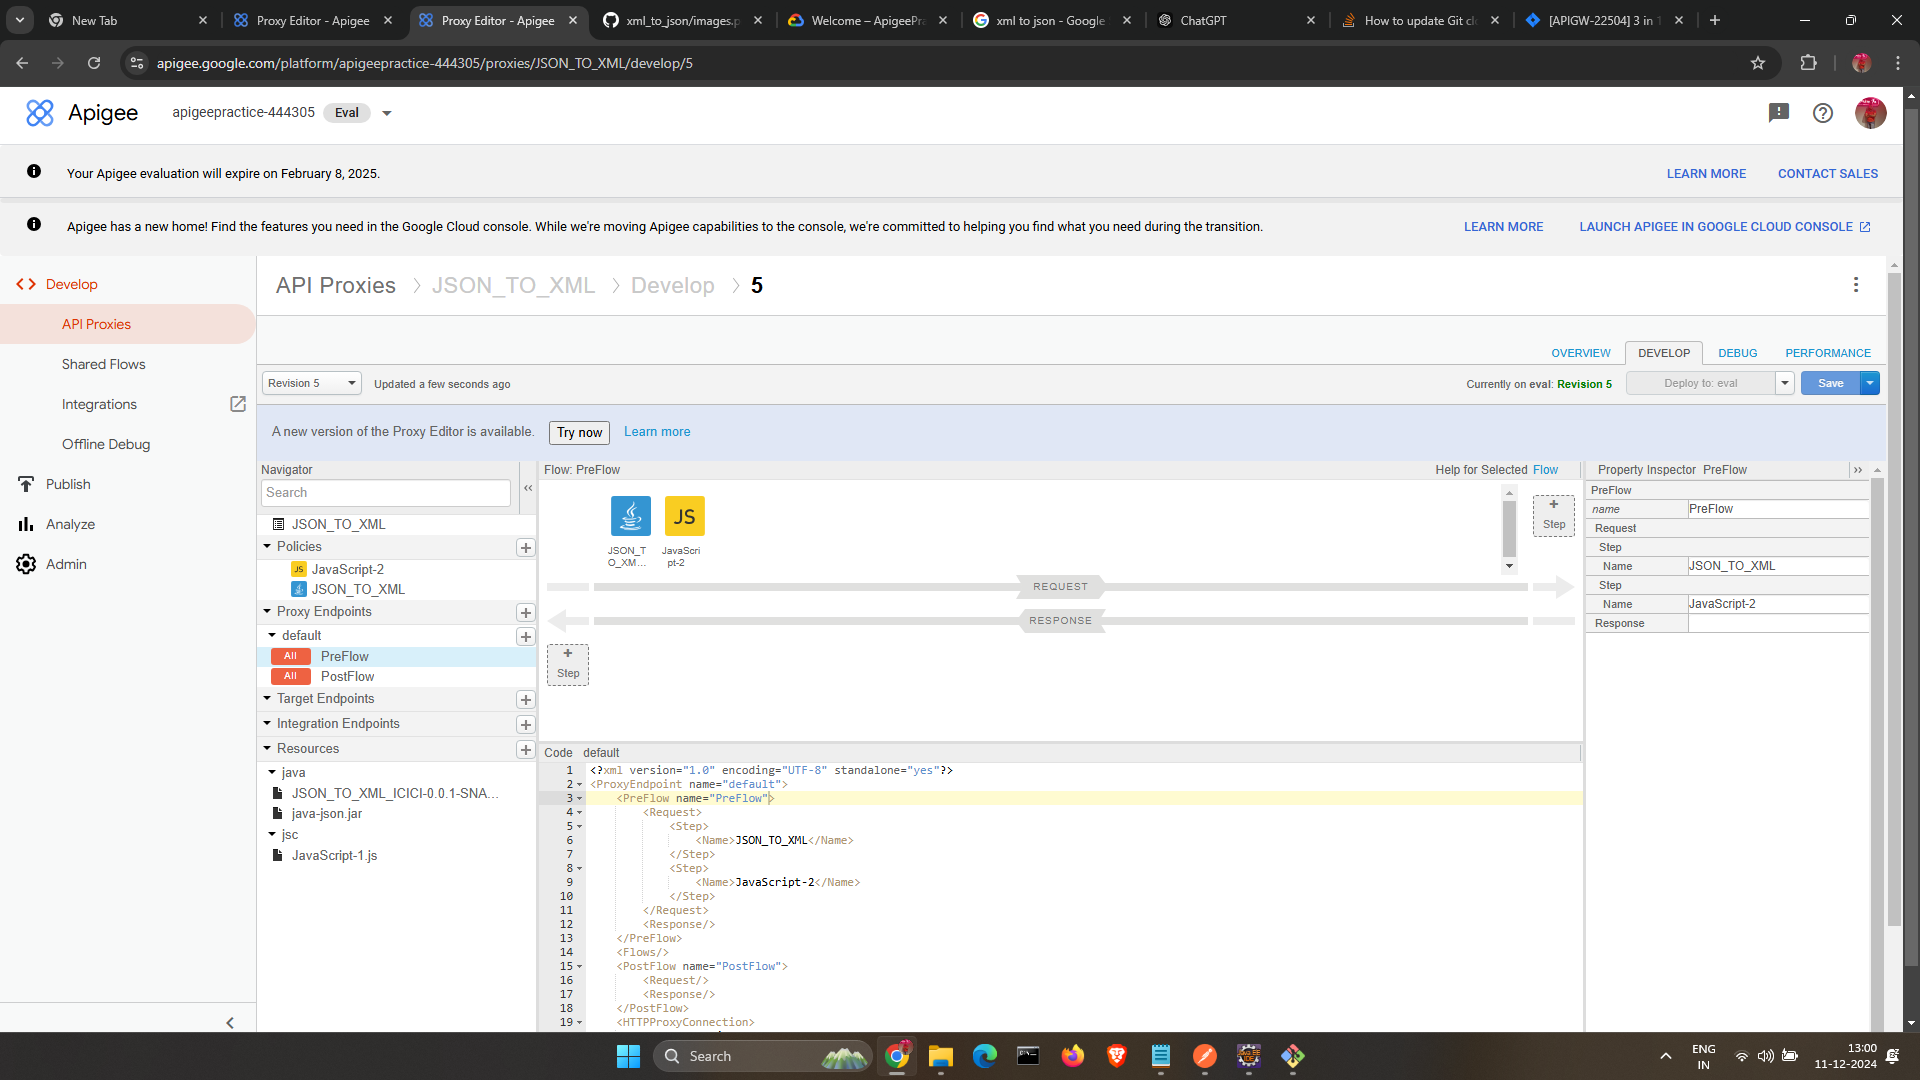 New Tab
Proxy Editor - Apigee
Proxy Editor - Apigee
xml_to_json/images.p
Welcome – ApigeePra
xml to json - Google
ChatGPT
How to update Git cl
[APIGW-22504] 3 in 1
apigee.google.com/platform/apigeepractice-444305/proxies/JSON_TO_XML/develop/5
Apigee
apigeepractice-444305
Eval
Your Apigee evaluation will expire on February 8, 2025.
LEARN MORE
CONTACT SALES
Apigee has a new home! Find the features you need in the Google Cloud console. While we're moving Apigee capabilities to the console, we're committed to helping you find what you need during the transition.
LEARN MORE
LAUNCH APIGEE IN GOOGLE CLOUD CONSOLE
Develop
API Proxies
Shared Flows
Integrations
Offline Debug
Publish
Analyze
Admin
API Proxies
JSON_TO_XML
Develop
5
OVERVIEW
DEVELOP
DEBUG
PERFORMANCE
Revision 5
Updated a few seconds ago
Currently on eval: Revision 5
Deploy to: eval
Save
A new version of the Proxy Editor is available.
Try now
Learn more
Navigator
Search
JSON_TO_XML
Policies
JS JavaScript-2
JSON_TO_XML
Proxy Endpoints
default
All PreFlow
All PostFlow
Target Endpoints
Integration Endpoints
Resources
java
JSON_TO_XML_ICICI-0.0.1-SNA...
java-json.jar
jsc
JavaScript-1.js
Flow: PreFlow
Help for Selected Flow
JS
JSON_T
O_XM...
JavaScri
pt-2
+
Step
REQUEST
RESPONSE
+
Step
Code default
1 <?xml version="1.0" encoding="UTF-8" standalone="yes"?>
2 <ProxyEndpoint name="default">
3 <PreFlow name="PreFlow">
4 <Request>
5 <Step>
6 <Name>JSON_TO_XML</Name>
7 </Step>
8 <Step>
9 <Name>JavaScript-2</Name>
10 </Step>
11 </Request>
12 <Response/>
13 </PreFlow>
14 <Flows/>
15 <PostFlow name="PostFlow">
16 <Request/>
17 <Response/>
18 </PostFlow>
19 <HTTPProxyConnection>
Property Inspector PreFlow
PreFlow
name PreFlow
Request
Step
Name JSON_TO_XML
Step
Name JavaScript-2
Response
Search
ENG
IN
13:00
11-12-2024